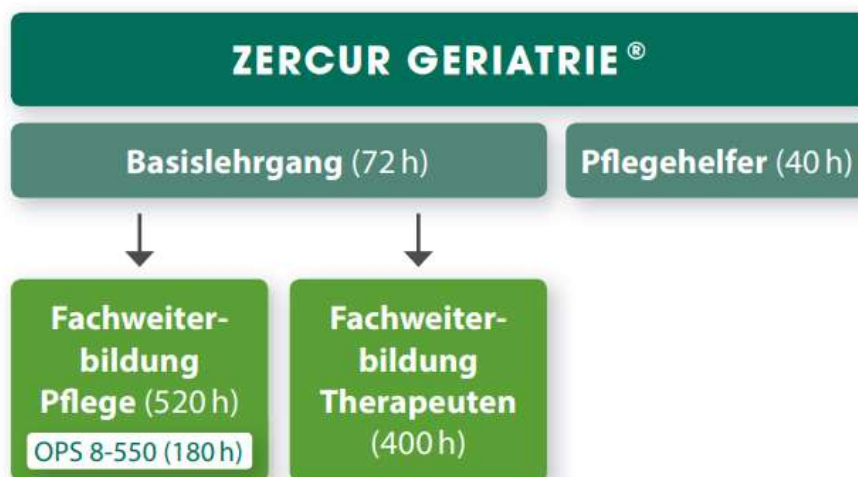 ZERCUR GERIATRIE®
Basislehrgang (72 h)
Pflegehelfer (40 h)
Fachweiter-
bildung
Pflege (520 h)
OPS 8-550 (180 h)
Fachweiter-
bildung
Therapeuten
(400 h)